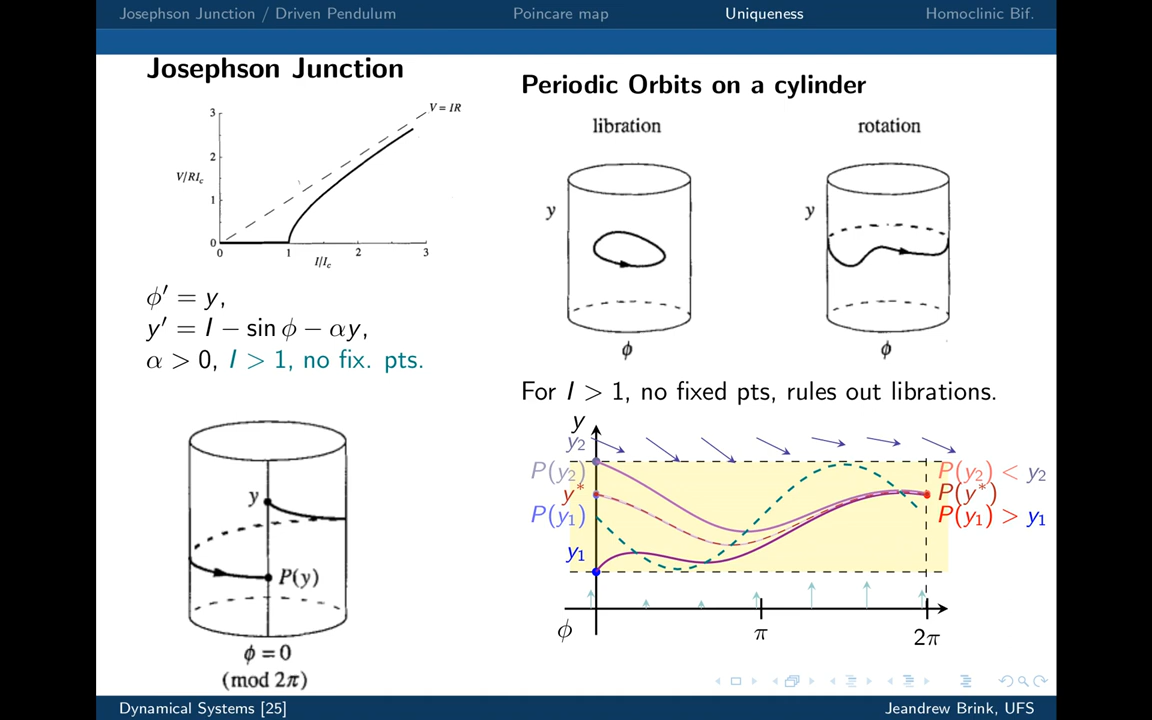 Josephson Junction / Driven Pendulum Poincare map Uniqueness Homoclinic Bif.
Josephson Junction
3
2
1
0
V/RI_c
0 1 2 3
I/I_c
V = IR
ϕ′ = y,
y′ = I − sin ϕ − αy,
α > 0, I > 1, no fix. pts.
y
P(y)
ϕ = 0
(mod 2π)
Periodic Orbits on a cylinder
libration rotation
y y
ϕ ϕ
For I > 1, no fixed pts, rules out librations.
y
y₂
P(y₂) P(y₂) < y₂
y* P(y*)
P(y₁) P(y₁) > y₁
y₁
ϕ π 2π
Dynamical Systems [25] Jeandrew Brink, UFS